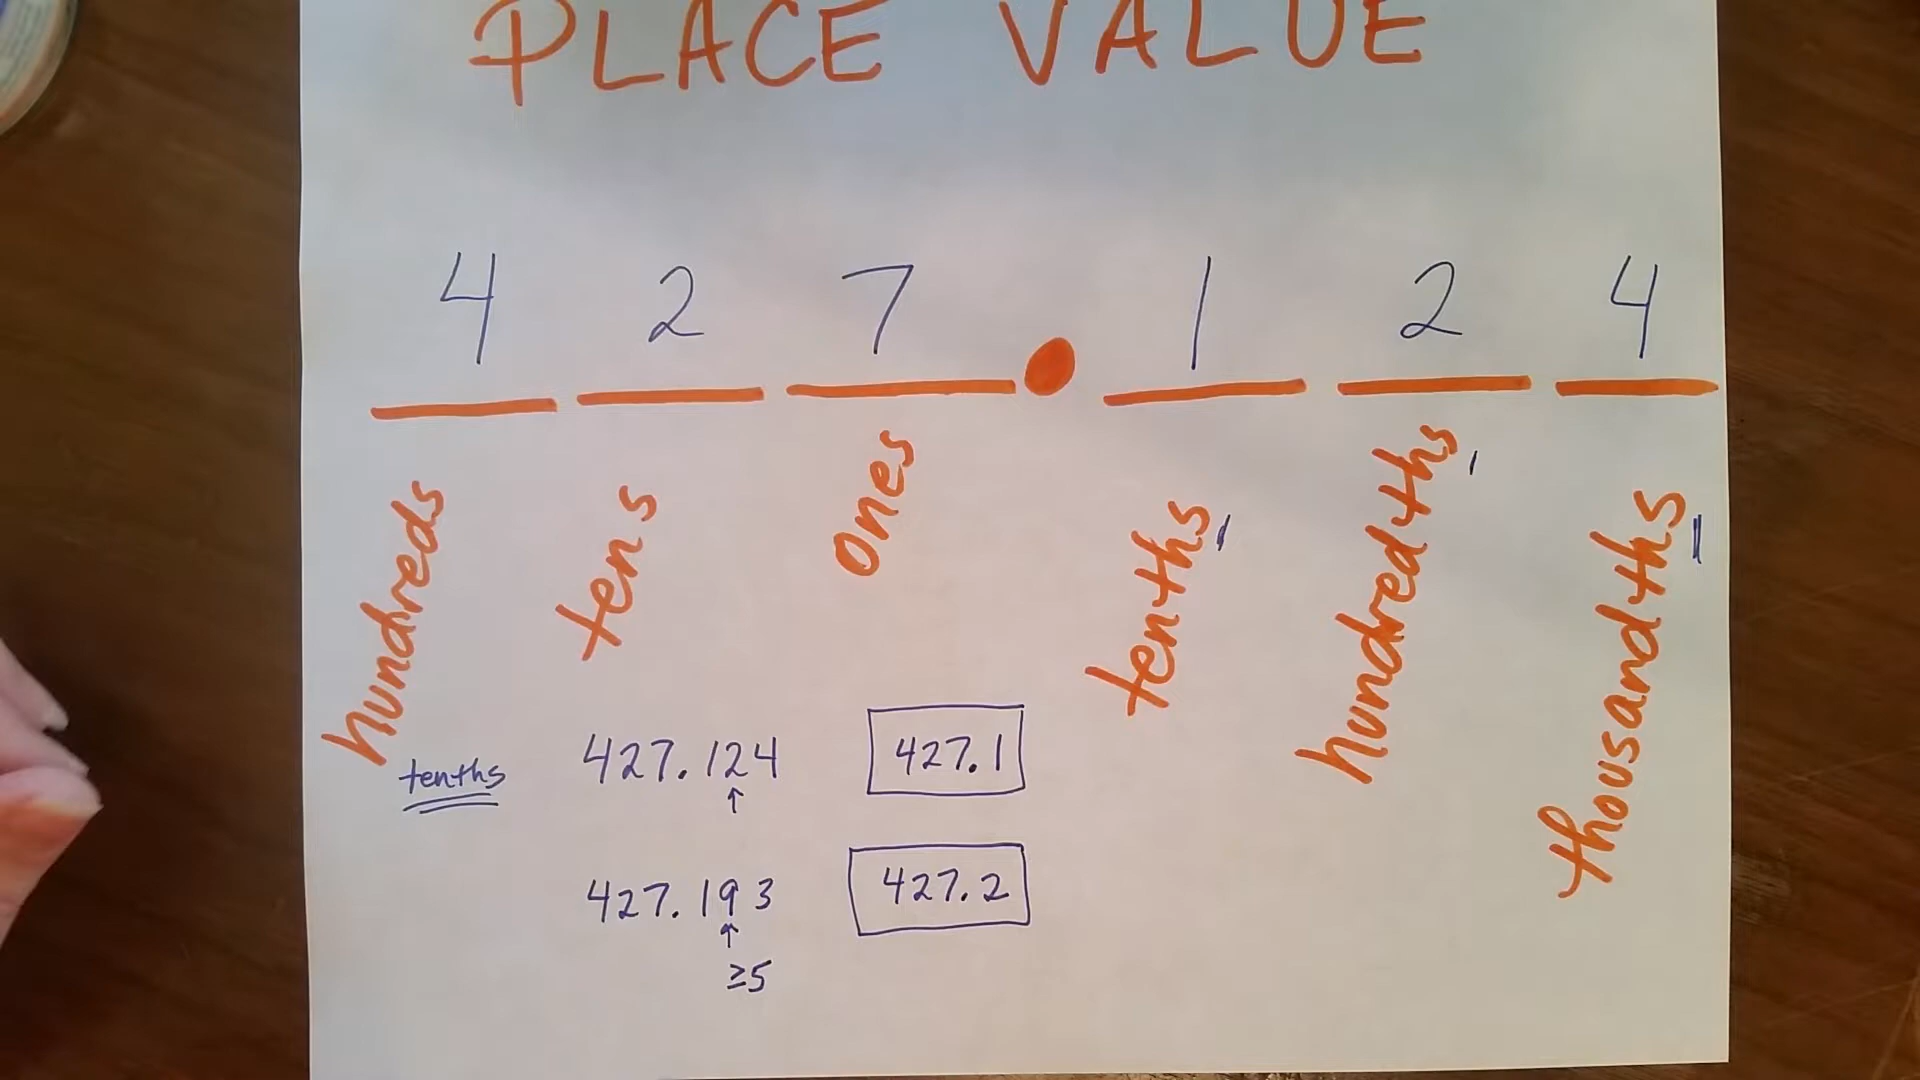 PLACE VALUE
4 2 7 . 1 2 4
hundreds tens ones tenths hundredths thousandths
tenths 427.124 427.1
↑
427.193 427.2
↑
≥5